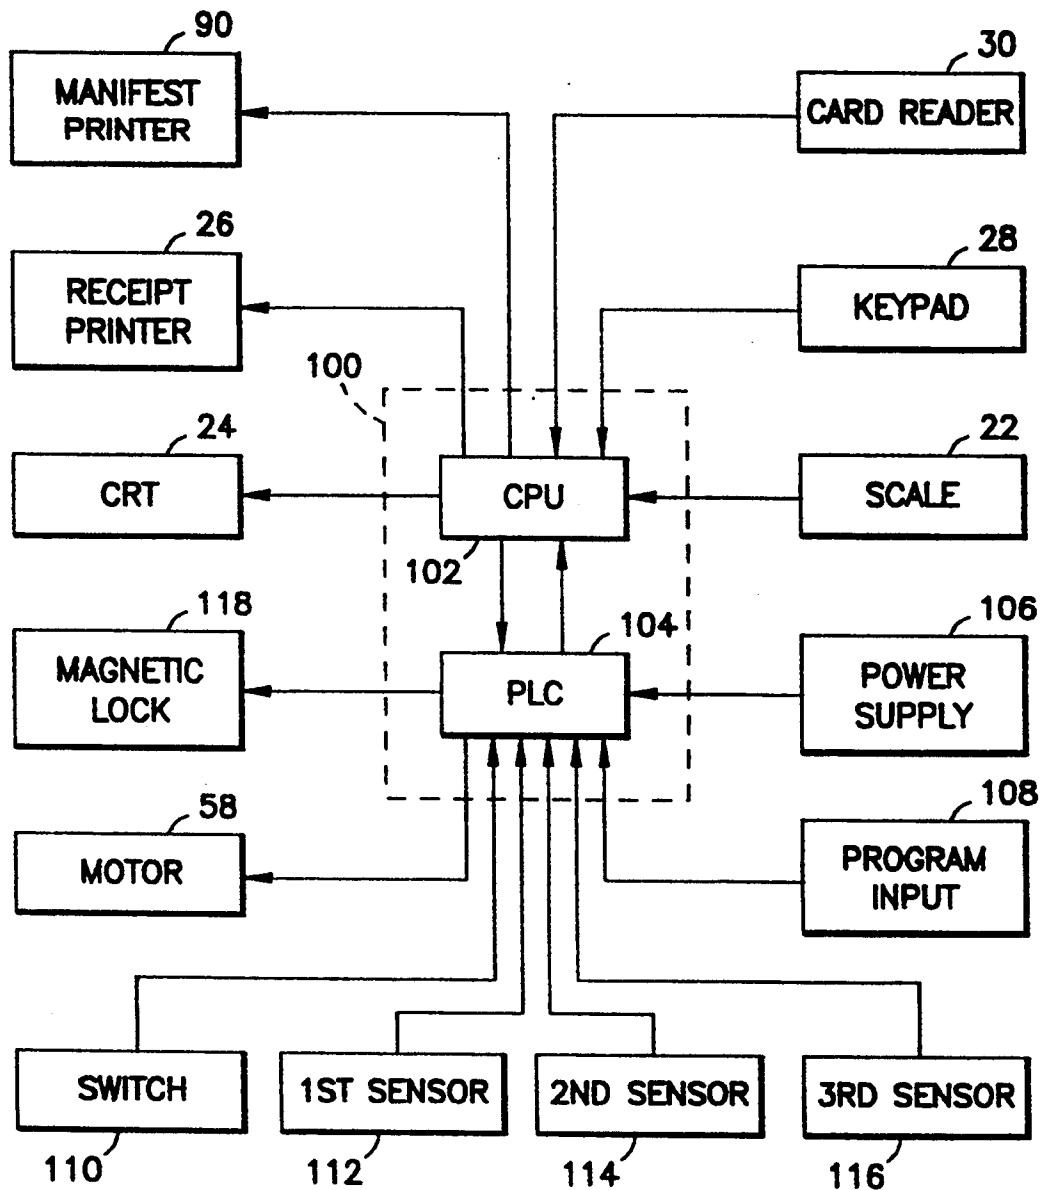 90
MANIFEST
PRINTER
30
CARD READER
26
RECEIPT
PRINTER
28
KEYPAD
100
24
CRT
CPU
102
22
SCALE
118
MAGNETIC
LOCK
104
PLC
106
POWER
SUPPLY
58
MOTOR
108
PROGRAM
INPUT
SWITCH
110
1ST SENSOR
112
2ND SENSOR
114
3RD SENSOR
116